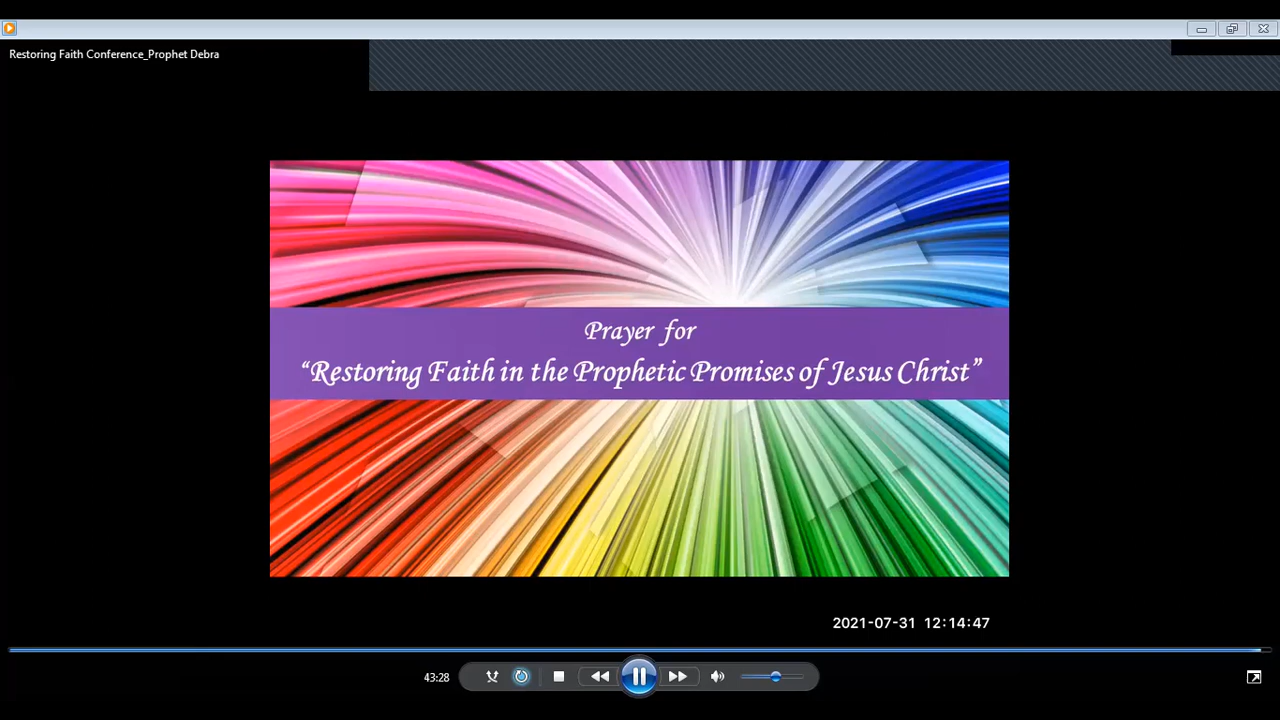 Restoring Faith Conference_Prophet Debra
Prayer for
“Restoring Faith in the Prophetic Promises of Jesus Christ”
2021-07-31 12:14:47
43:28